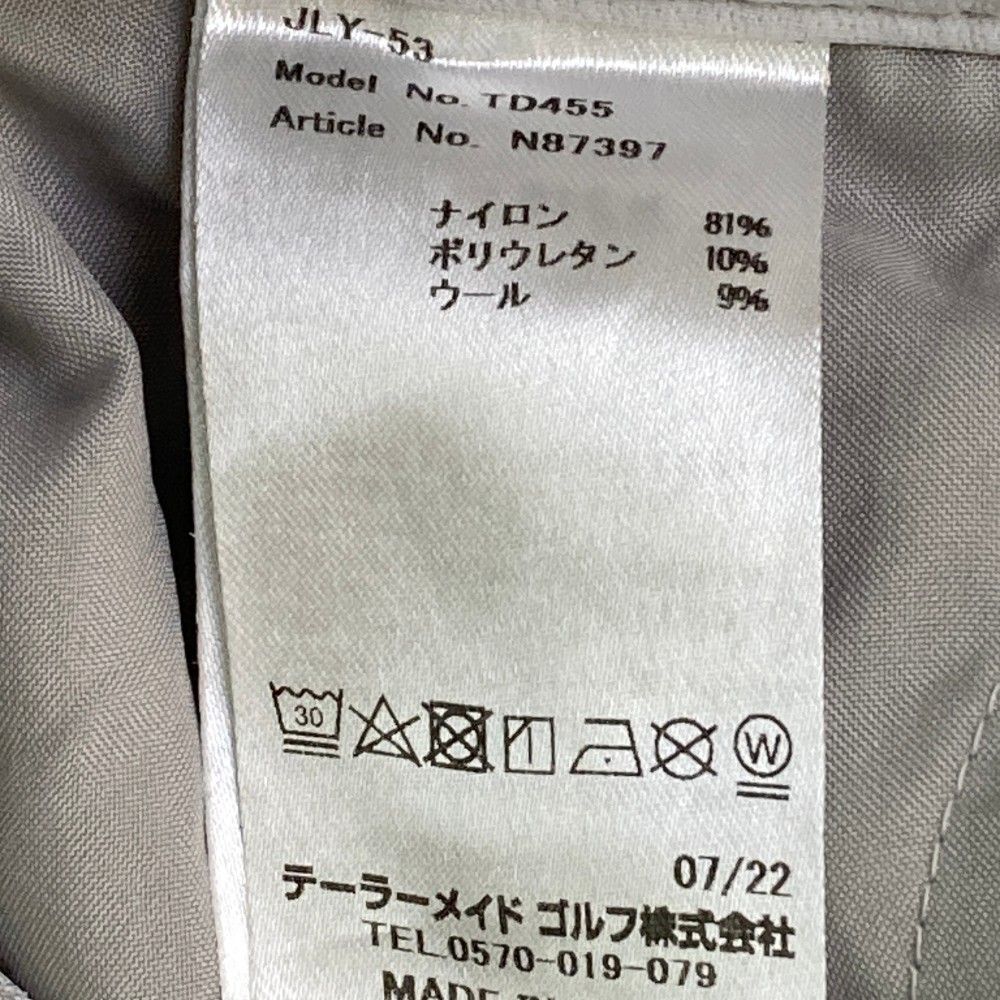 JLY-53
Model No. TD455
Article No. N87397
ナイロン 81%
ポリウレタン 10%
ウール 9%
30
W
07/22
テーラーメイド ゴルフ株式会社
TEL.0570-019-079
MADE IN